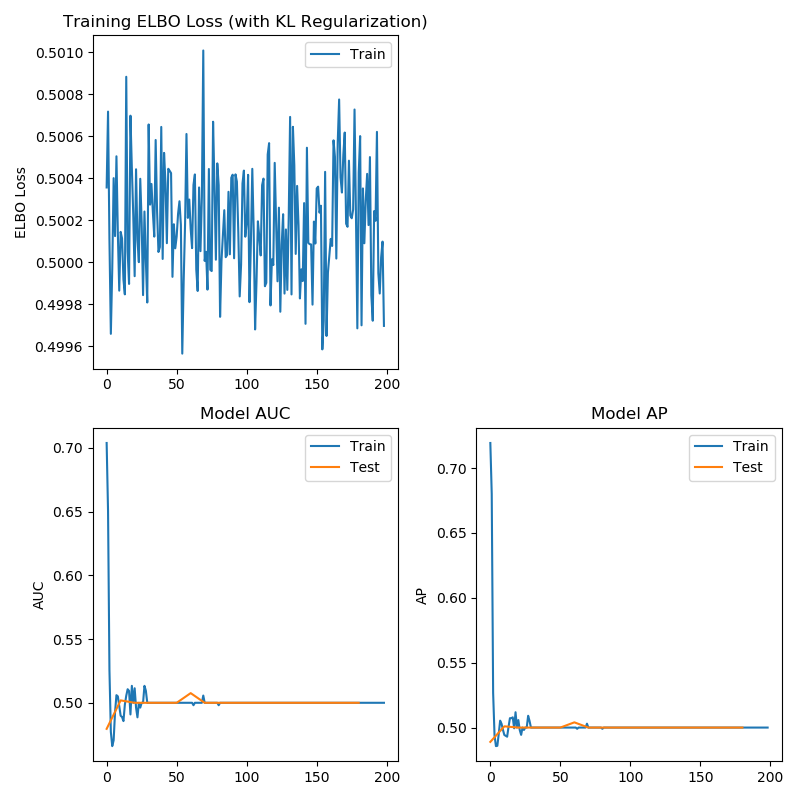 Training ELBO Loss (with KL Regularization)
ELBO Loss
0.5010
0.5008
0.5006
0.5004
0.5002
0.5000
0.4998
0.4996
Train
0 50 100 150 200
Model AUC
AUC
0.70
0.65
0.60
0.55
0.50
Train
Test
0 50 100 150 200
Model AP
AP
0.70
0.65
0.60
0.55
0.50
Train
Test
0 50 100 150 200